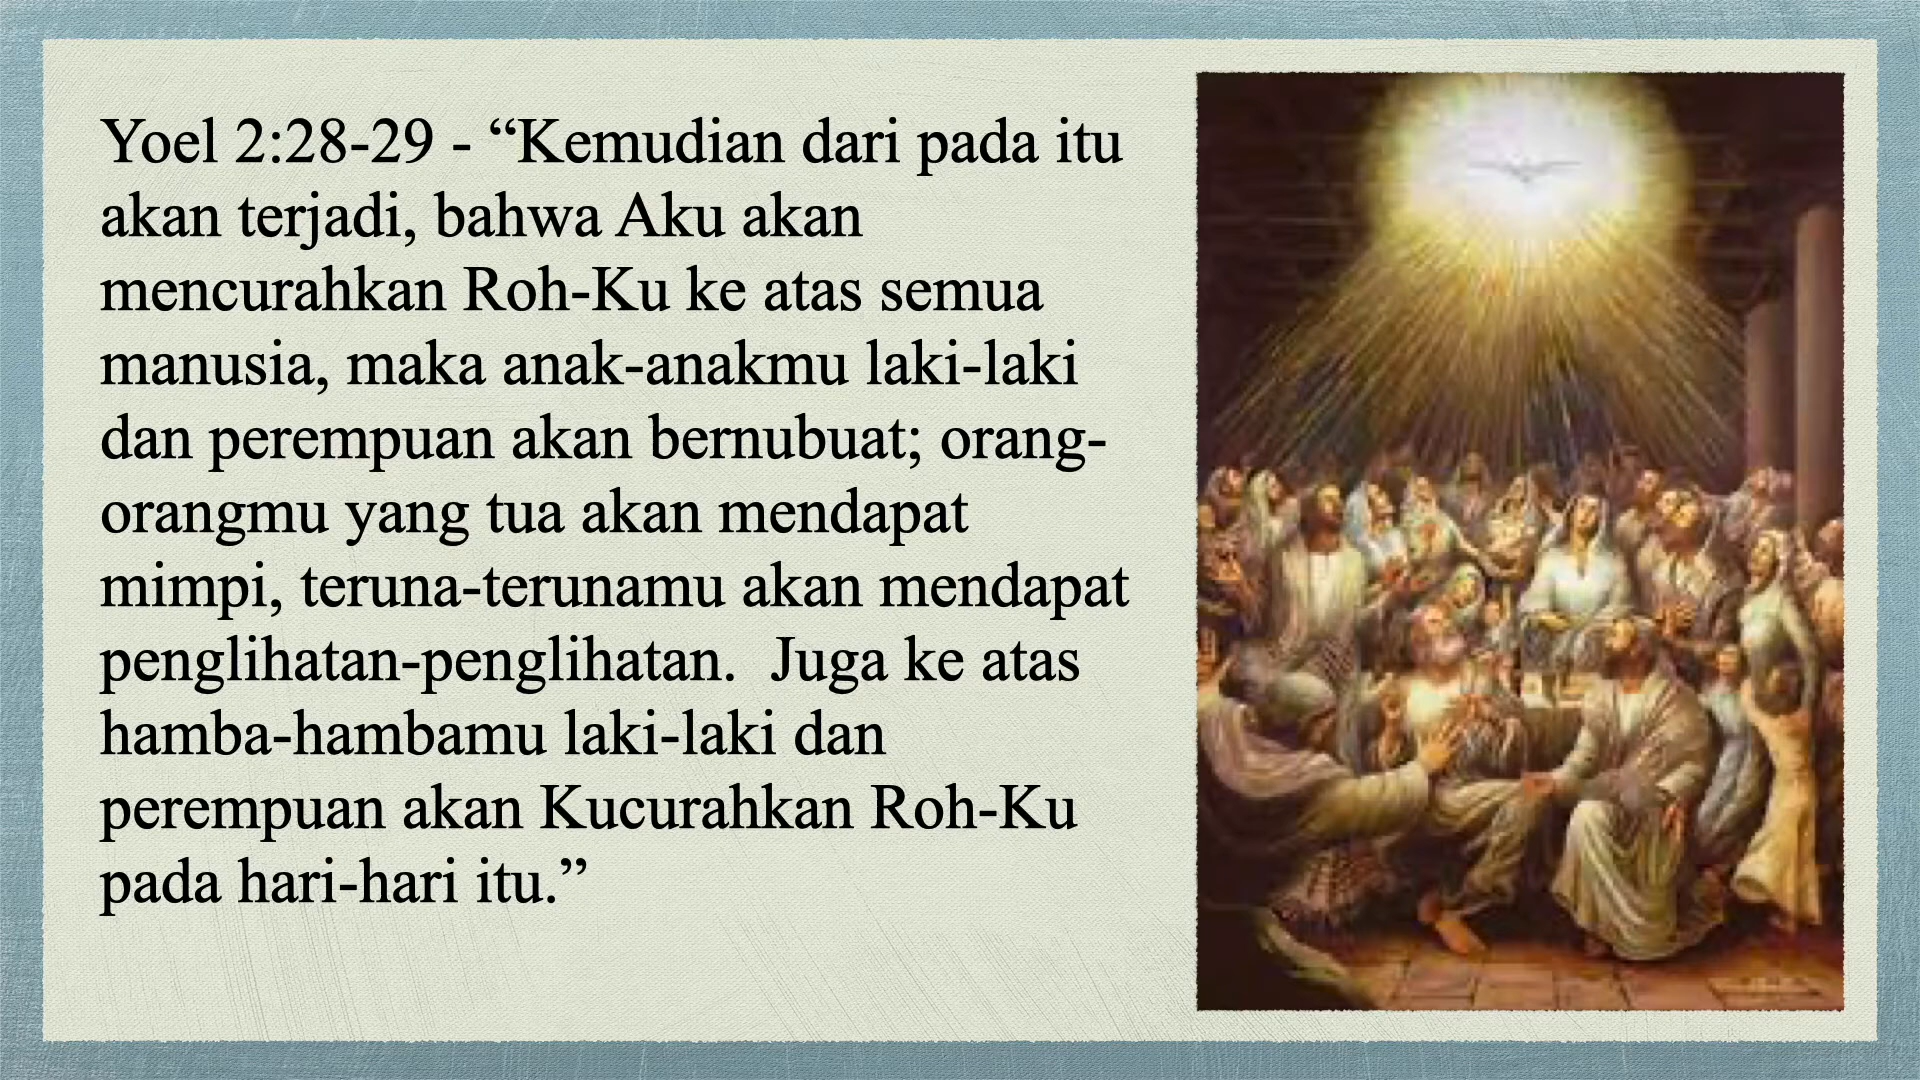 Yoel 2:28-29 - “Kemudian dari pada itu
akan terjadi, bahwa Aku akan
mencurahkan Roh-Ku ke atas semua
manusia, maka anak-anakmu laki-laki
dan perempuan akan bernubuat; orang-
orangmu yang tua akan mendapat
mimpi, teruna-terunamu akan mendapat
penglihatan-penglihatan.  Juga ke atas
hamba-hambamu laki-laki dan
perempuan akan Kucurahkan Roh-Ku
pada hari-hari itu.”